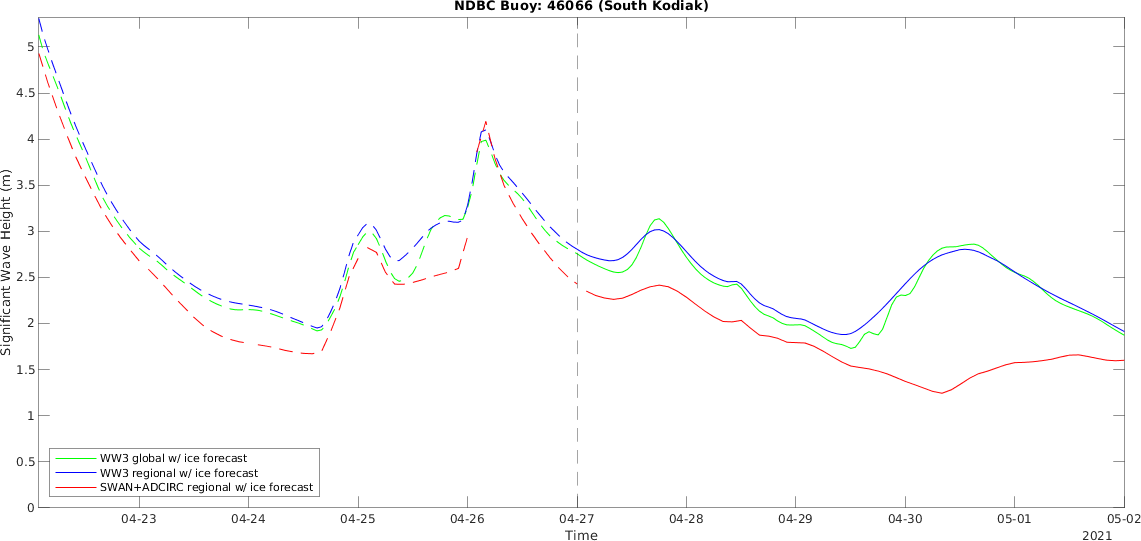 NDBC Buoy: 46066 (South Kodiak)
Significant Wave Height (m)
5
4.5
4
3.5
3
2.5
2
1.5
1
0.5
0
WW3 global w/ ice forecast
WW3 regional w/ ice forecast
SWAN+ADCIRC regional w/ ice forecast
04-23 04-24 04-25 04-26 04-27 04-28 04-29 04-30 05-01 05-02
Time
2021